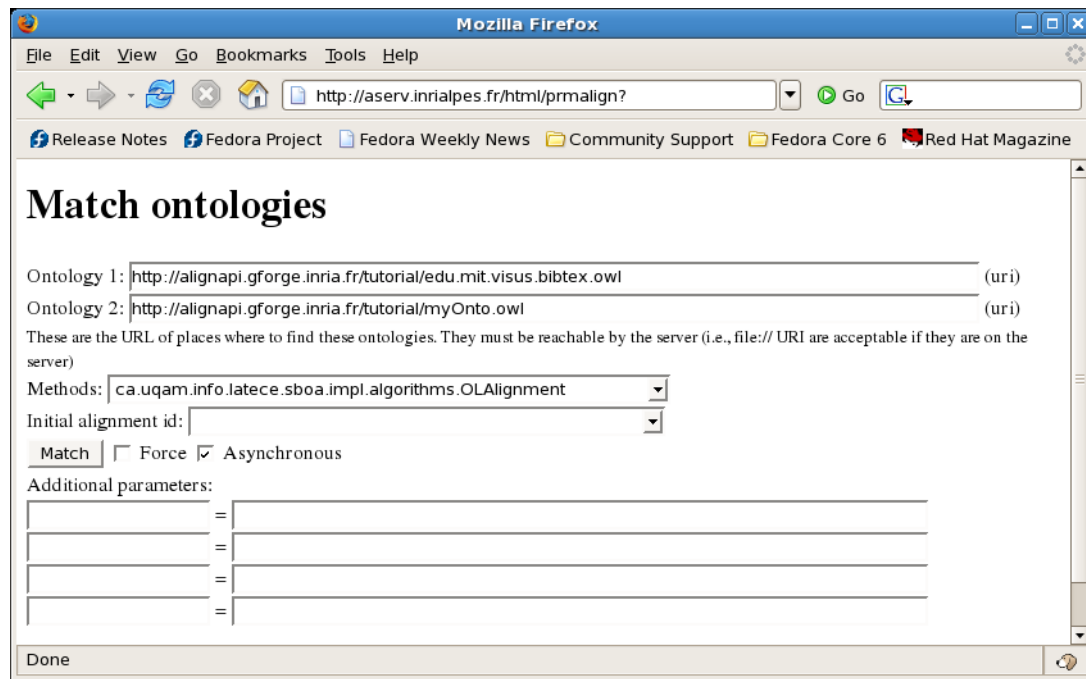 Mozilla Firefox
File Edit View Go Bookmarks Tools Help
http://aserv.inrialpes.fr/html/prmalign? Go G
Release Notes Fedora Project Fedora Weekly News Community Support Fedora Core 6 Red Hat Magazine
Match ontologies
Ontology 1: http://alignapi.gforge.inria.fr/tutorial/edu.mit.visus.bibtex.owl (uri)
Ontology 2: http://alignapi.gforge.inria.fr/tutorial/myOnto.owl (uri)
These are the URL of places where to find these ontologies. They must be reachable by the server (i.e., file:// URI are acceptable if they are on the
server)
Methods: ca.uqam.info.latece.sboa.impl.algorithms.OLAlignment
Initial alignment id:
Match Force Asynchronous
Additional parameters:
=
=
=
=
Done